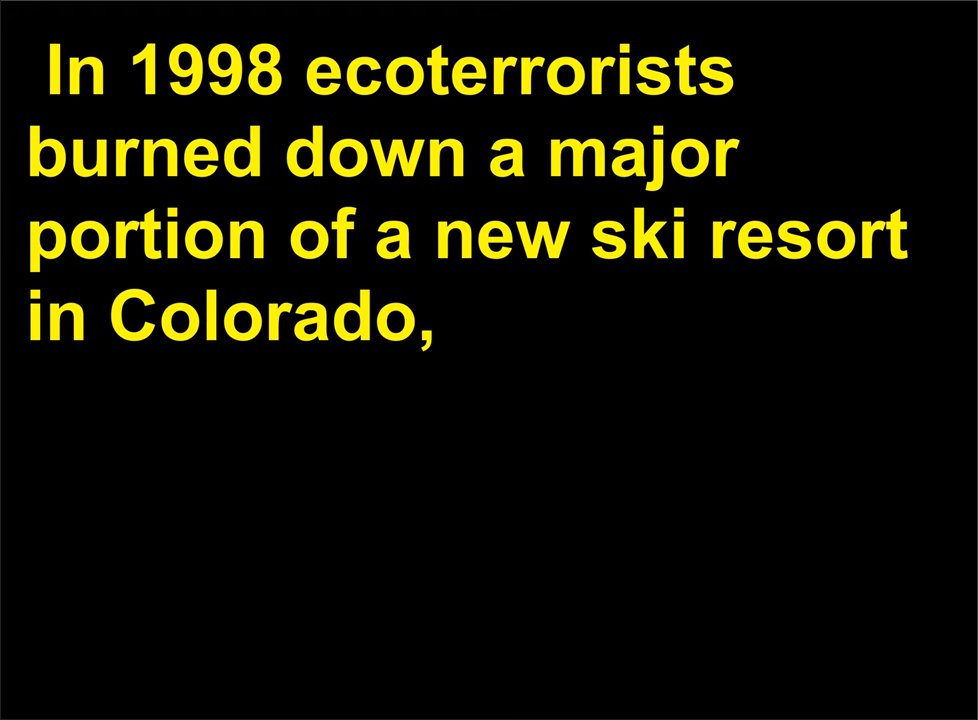 In 1998 ecoterrorists
burned down a major
portion of a new ski resort
in Colorado,